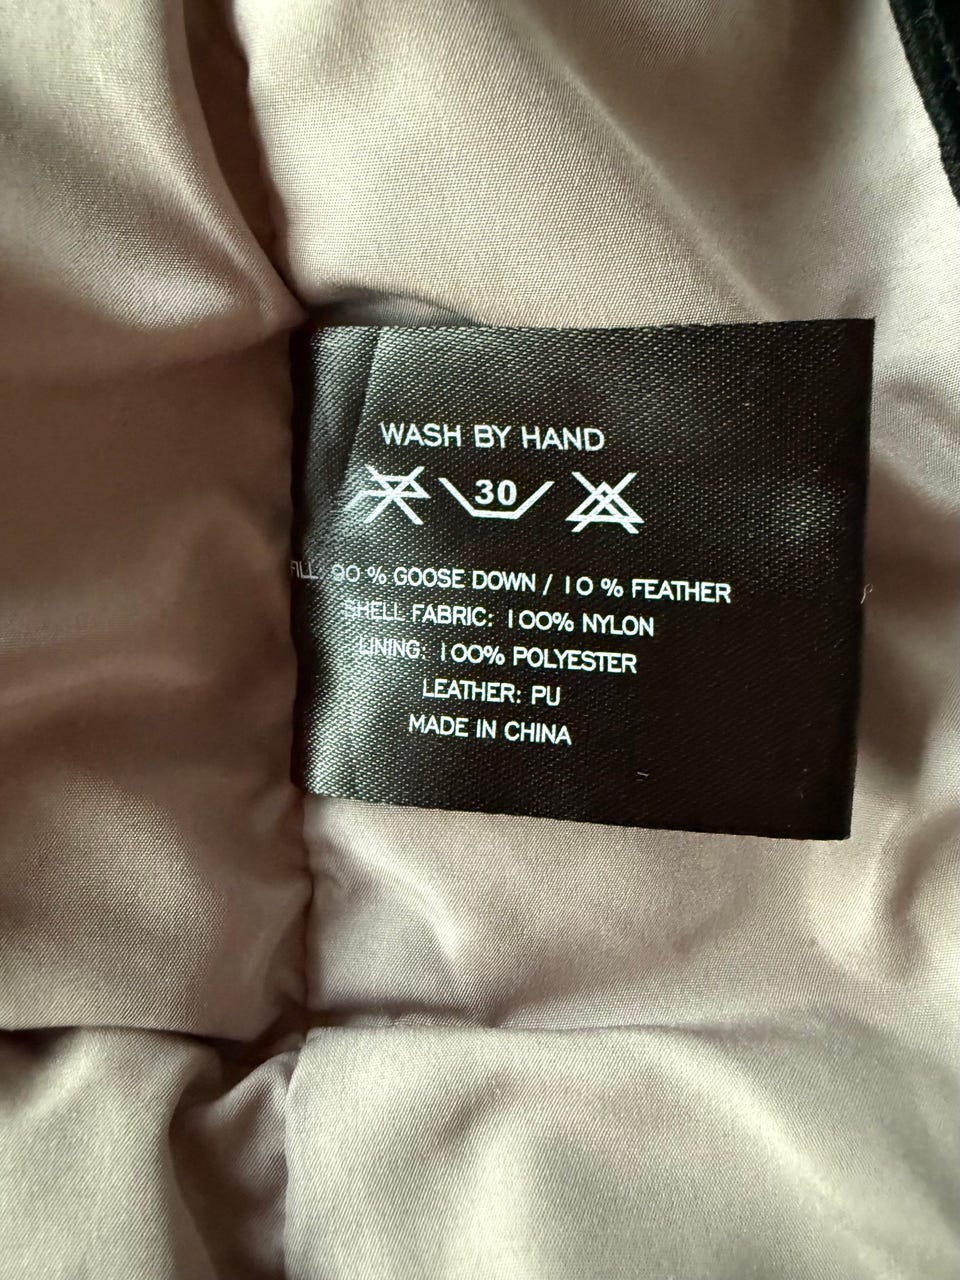 WASH BY HAND
30
FILL 90 % GOOSE DOWN / 10 % FEATHER
SHELL FABRIC: 100% NYLON
LINING: 100% POLYESTER
LEATHER: PU
MADE IN CHINA